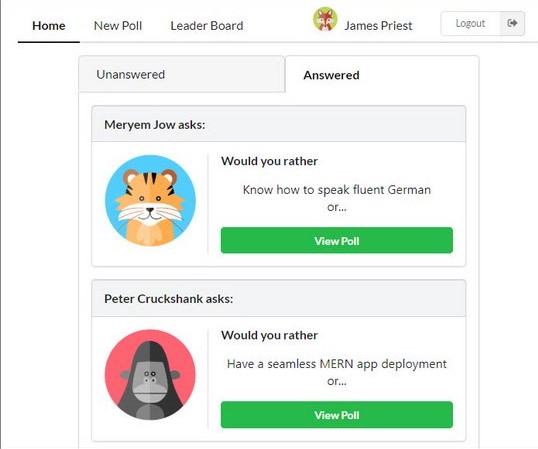 Home New Poll Leader Board James Priest Logout
Unanswered Answered
Meryem Jow asks:
Would you rather
Know how to speak fluent German
or...
View Poll
Peter Cruckshank asks:
Would you rather
Have a seamless MERN app deployment
or...
View Poll